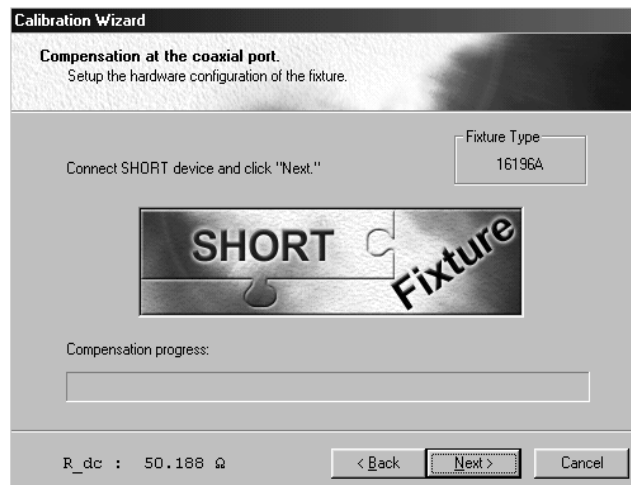 Calibration Wizard
Compensation at the coaxial port.
Setup the hardware configuration of the fixture.
Fixture Type
16196A
Connect SHORT device and click "Next."
SHORT
Fixture
Compensation progress:
R_dc : 50.188 Ω
< Back
Next >
Cancel